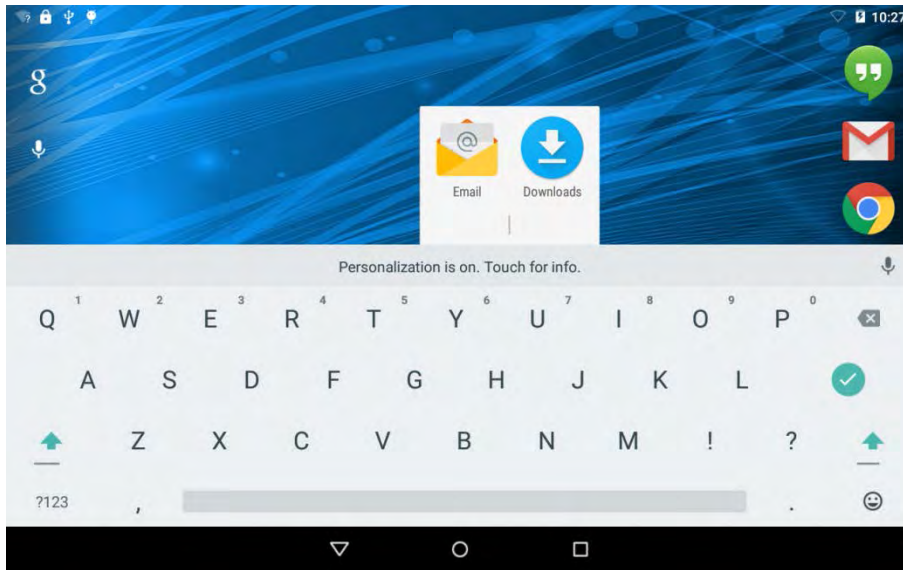 10:27
g
@
Email Downloads
Personalization is on. Touch for info.
Q 1 W 2 E 3 R 4 T 5 Y 6 U 7 I 8 O 9 P 0
A S D F G H J K L
Z X C V B N M ! ?
?123 , .